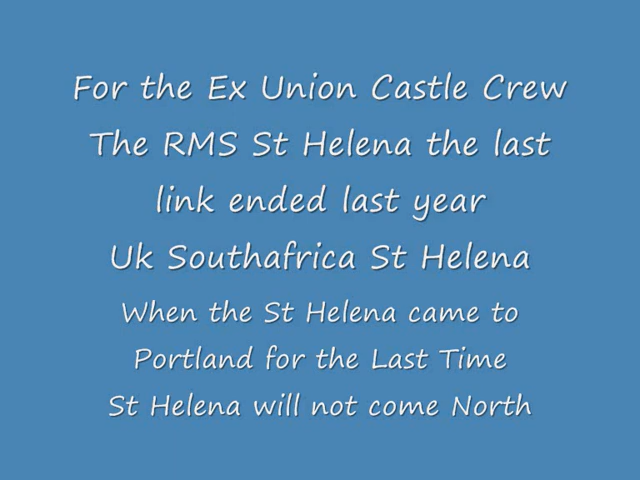 For the Ex Union Castle Crew
The RMS St Helena the last
link ended last year
Uk Southafrica St Helena
When the St Helena came to
Portland for the Last Time
St Helena will not come North